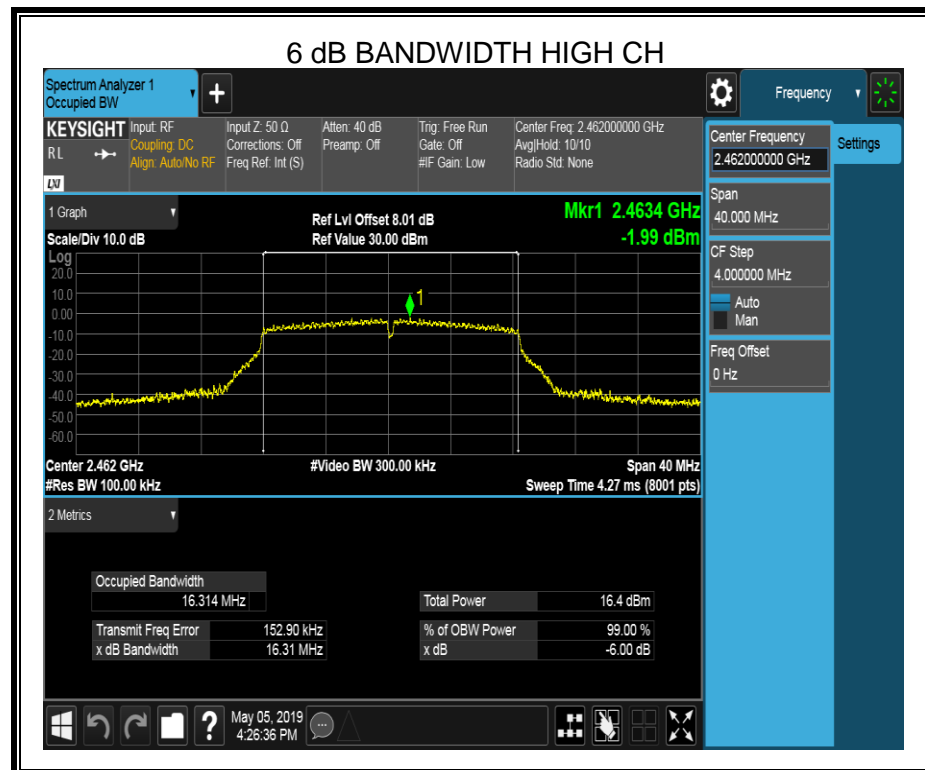 6 dB BANDWIDTH HIGH CH
Spectrum Analyzer 1
Occupied BW
+
Frequency
KEYSIGHT
RL
LXI
Input: RF
Coupling: DC
Align: Auto/No RF
Input Z: 50 Ω
Corrections: Off
Freq Ref: Int (S)
Atten: 40 dB
Preamp: Off
Trig: Free Run
Gate: Off
#IF Gain: Low
Center Freq: 2.462000000 GHz
Avg|Hold: 10/10
Radio Std: None
Center Frequency
2.462000000 GHz
Settings
Span
40.000 MHz
CF Step
4.000000 MHz
Auto
Man
Freq Offset
0 Hz
1 Graph
Scale/Div 10.0 dB
Ref Lvl Offset 8.01 dB
Ref Value 30.00 dBm
Mkr1 2.4634 GHz
-1.99 dBm
Log
20.0
10.0
0.00
-10.0
-20.0
-30.0
-40.0
-50.0
-60.0
1
Center 2.462 GHz
#Res BW 100.00 kHz
#Video BW 300.00 kHz
Span 40 MHz
Sweep Time 4.27 ms (8001 pts)
2 Metrics
Occupied Bandwidth
16.314 MHz
Total Power 16.4 dBm
Transmit Freq Error 152.90 kHz
% of OBW Power 99.00 %
x dB Bandwidth 16.31 MHz
x dB -6.00 dB
?
May 05, 2019
4:26:36 PM